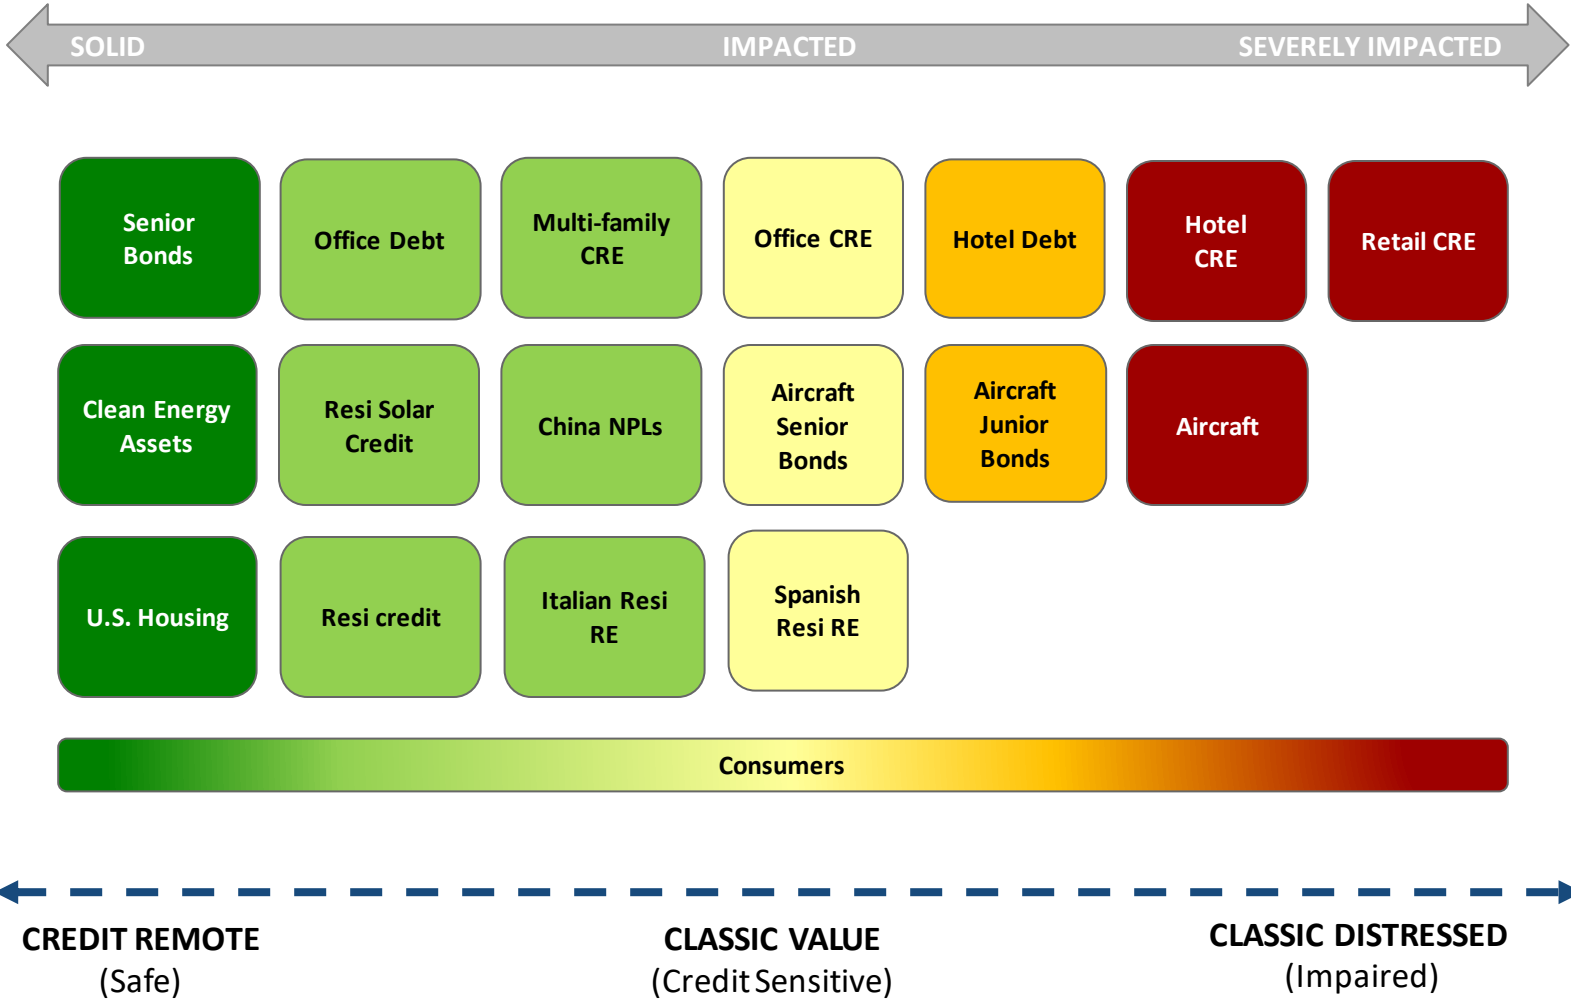 SOLID
IMPACTED
SEVERELY IMPACTED
Senior
Bonds
Office Debt
Multi-family
CRE
Office CRE
Hotel Debt
Hotel
CRE
Retail CRE
Clean Energy
Assets
Resi Solar
Credit
China NPLs
Aircraft
Senior
Bonds
Aircraft
Junior
Bonds
Aircraft
U.S. Housing
Resi credit
Italian Resi
RE
Spanish
Resi RE
Consumers
CREDIT REMOTE
(Safe)
CLASSIC VALUE
(Credit Sensitive)
CLASSIC DISTRESSED
(Impaired)